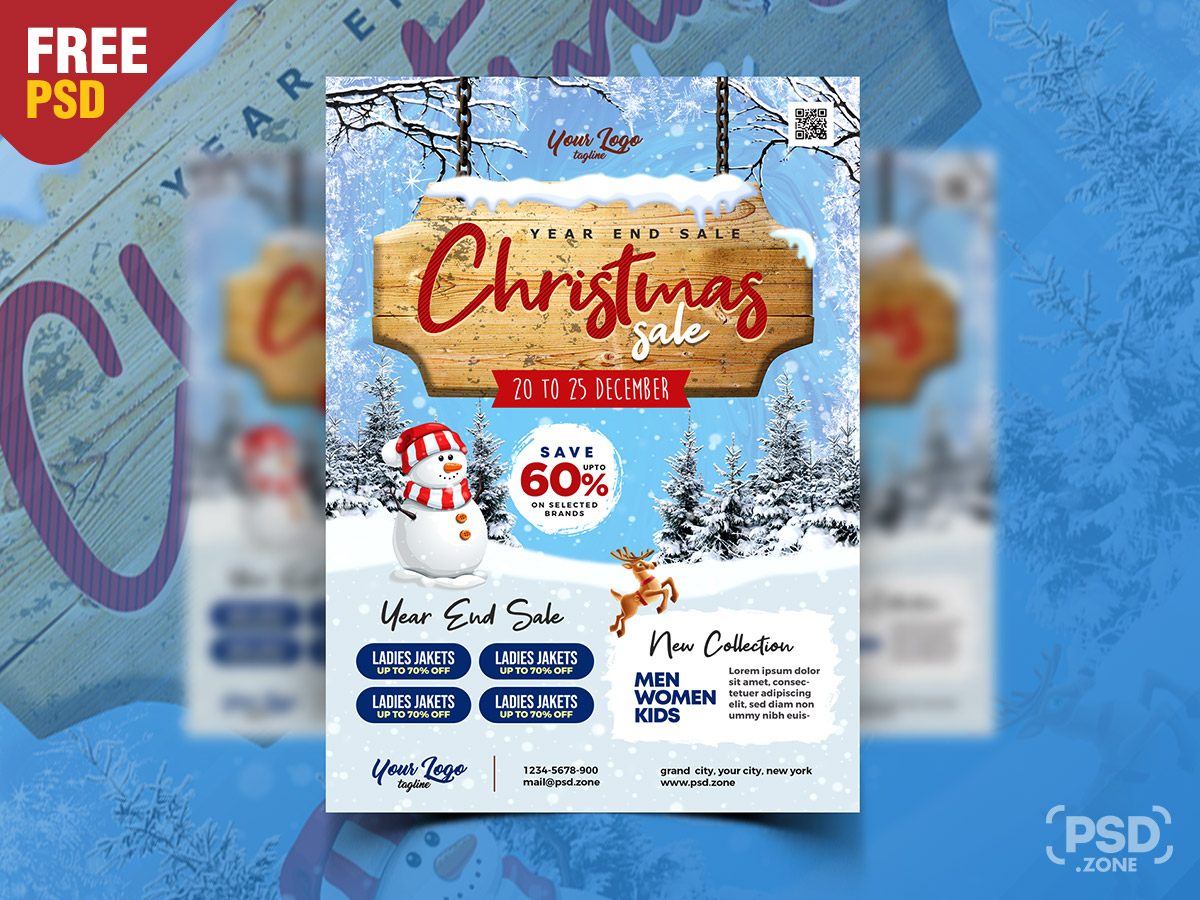 FREE
PSD
Your Logo
tagline
YEAR END SALE
Christmas
sale
20 TO 25 DECEMBER
SAVE
UPTO
60%
ON SELECTED
BRANDS
Year End Sale
LADIES JAKETS
UP TO 70% OFF
LADIES JAKETS
UP TO 70% OFF
LADIES JAKETS
UP TO 70% OFF
LADIES JAKETS
UP TO 70% OFF
New Collection
MEN
WOMEN
KIDS
Lorem ipsum dolor
sit amet, consec-
tetuer adipiscing
elit, sed diam non
ummy nibh euis-
Your Logo
tagline
1234-5678-900
mail@psd.zone
grand city, your city, new york
www.psd.zone
PSD
.ZONE